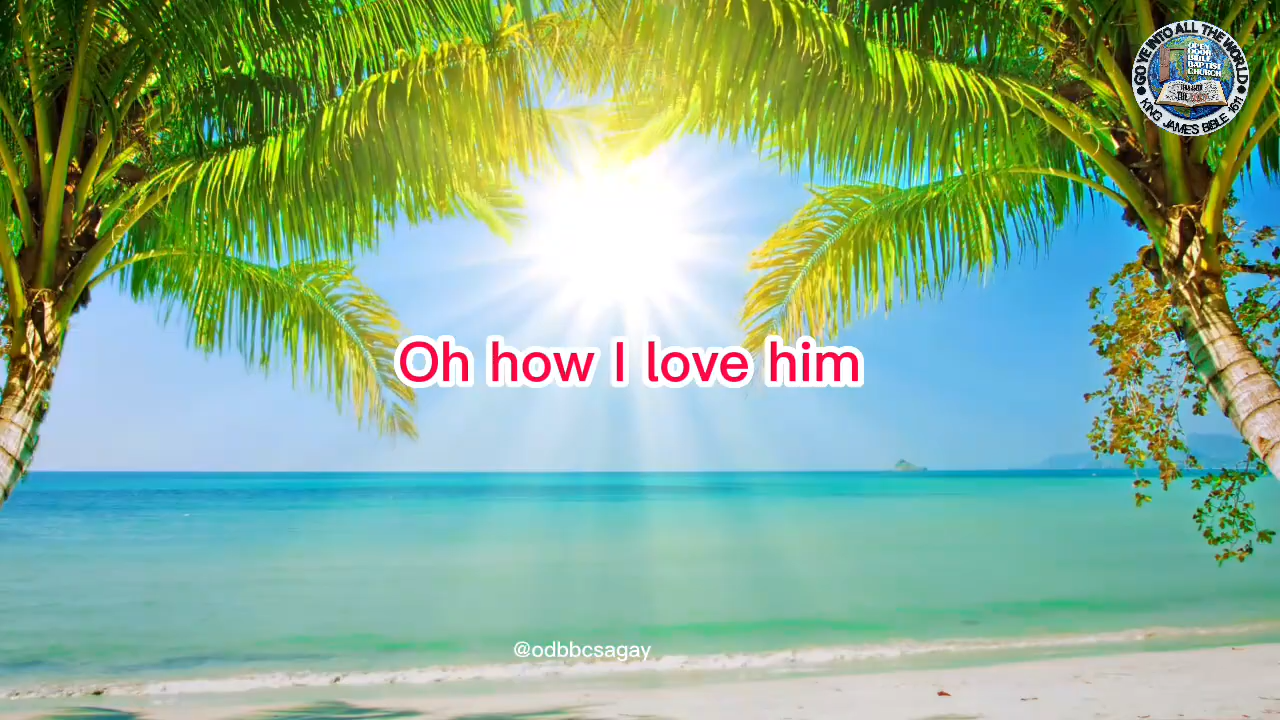 GO YE INTO ALL THE WORLD
OPEN
DOOR
BIBLE
BAPTIST
CHURCH
KING JAMES BIBLE 1611
Oh how I love him
@odbbcsagay